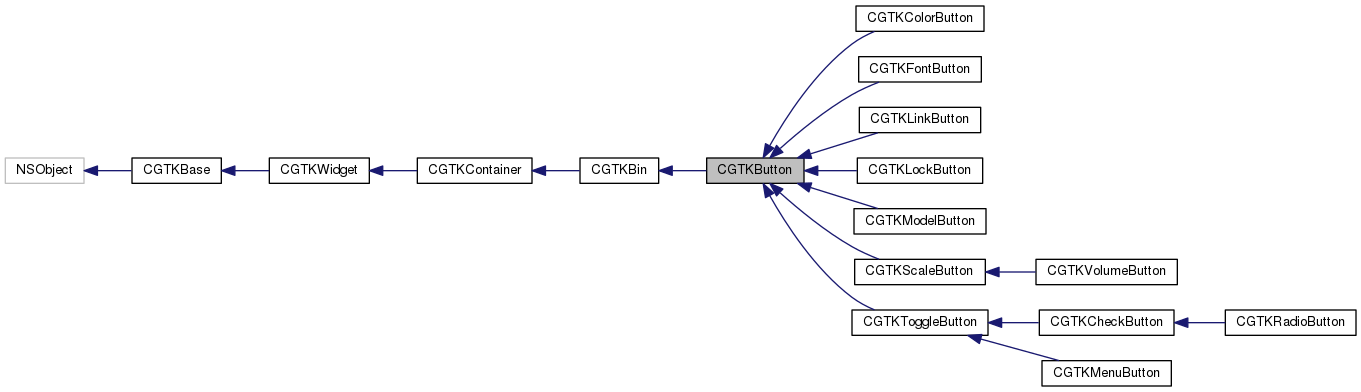 CGTKColorButton
CGTKFontButton
CGTKLinkButton
NSObject
CGTKBase
CGTKWidget
CGTKContainer
CGTKBin
CGTKButton
CGTKLockButton
CGTKModelButton
CGTKScaleButton
CGTKVolumeButton
CGTKToggleButton
CGTKCheckButton
CGTKRadioButton
CGTKMenuButton